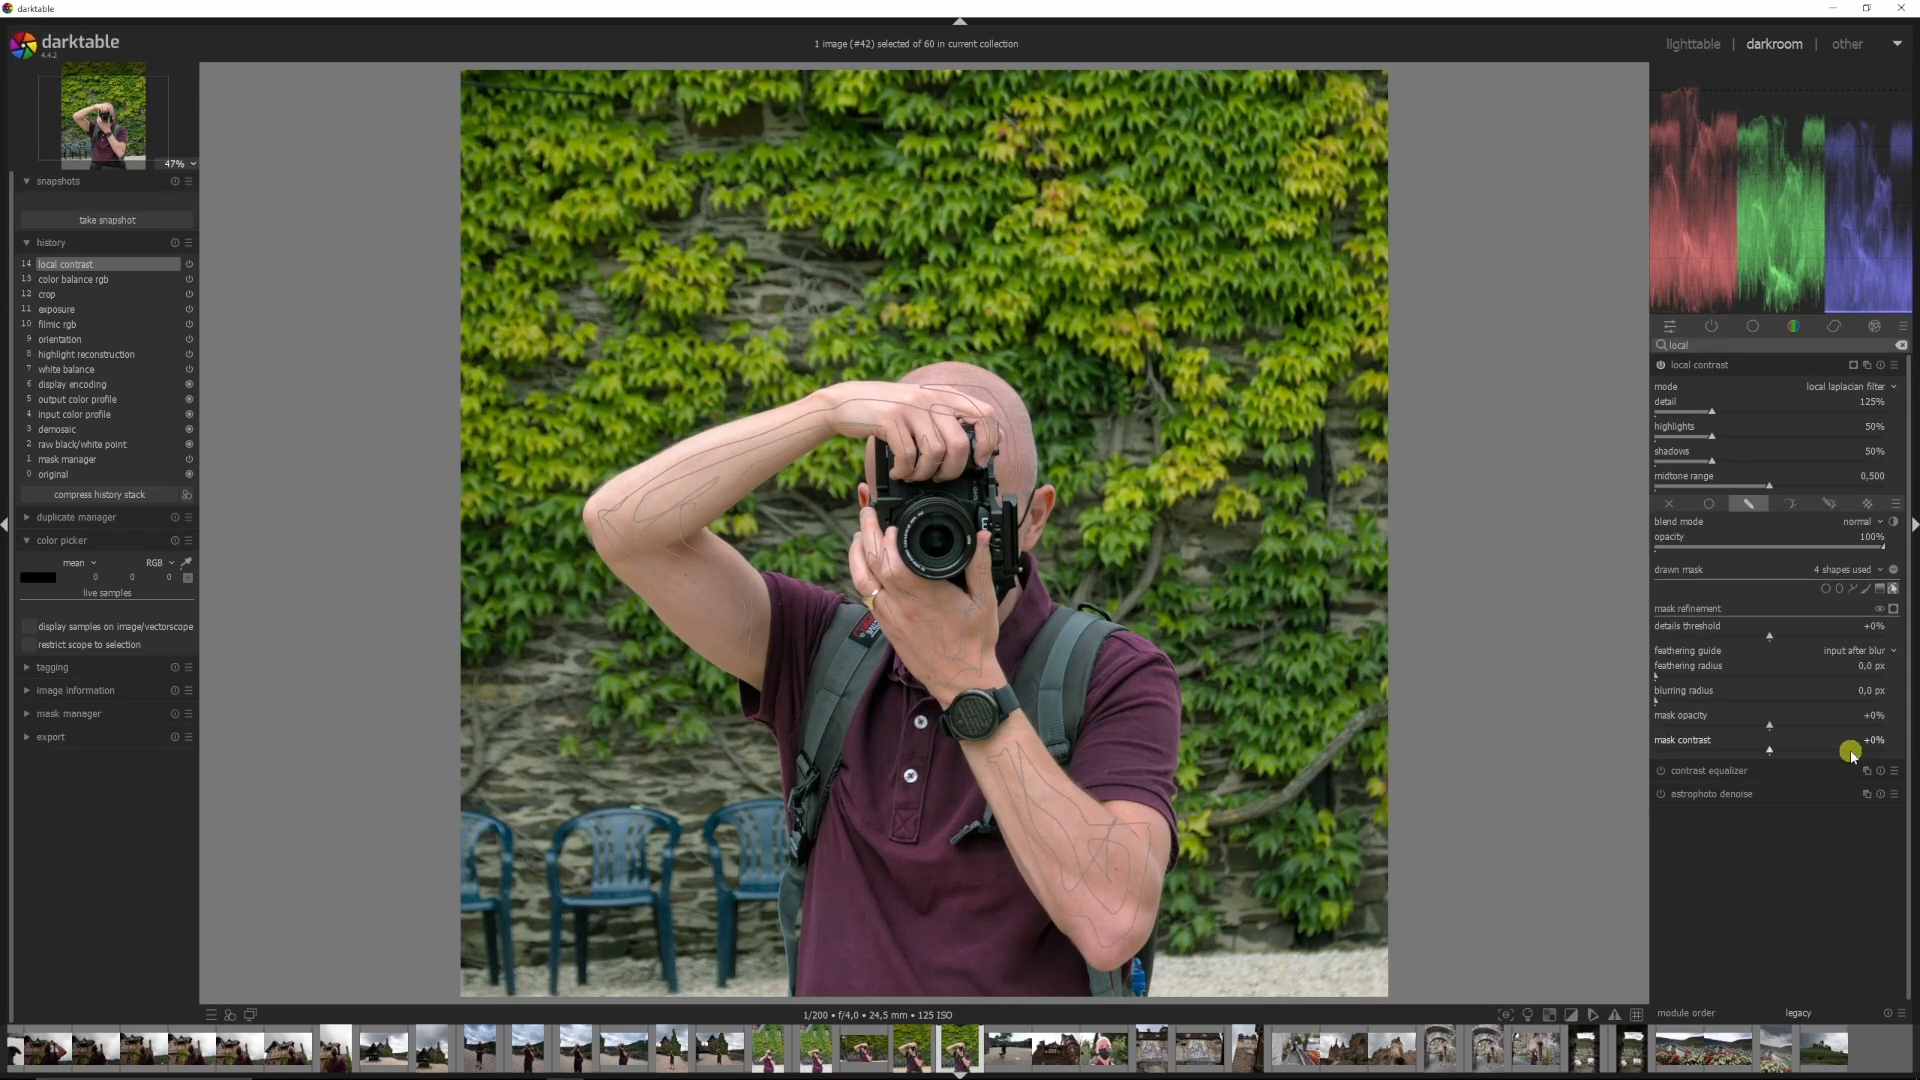 darktable
darktable
4.4.2
1 image (#42) selected of 60 in current collection
lighttable | darkroom | other
47%
snapshots
take snapshot
history
14 local contrast
13 color balance rgb
12 crop
11 exposure
10 filmic rgb
9 orientation
8 highlight reconstruction
7 white balance
6 display encoding
5 output color profile
4 input color profile
3 demosaic
2 raw black/white point
1 mask manager
0 original
compress history stack
duplicate manager
color picker
mean RGB
0 0 0
live samples
display samples on image/vectorscope
restrict scope to selection
tagging
image information
mask manager
export
local
local contrast
mode local laplacian filter
detail 125%
highlights 50%
shadows 50%
midtone range 0,500
blend mode normal
opacity 100%
drawn mask 4 shapes used
mask refinement
details threshold +0%
feathering guide input after blur
feathering radius 0,0 px
blurring radius 0,0 px
mask opacity +0%
mask contrast +0%
contrast equalizer
astrophoto denoise
1/200 • f/4,0 • 24,5 mm • 125 ISO
module order legacy